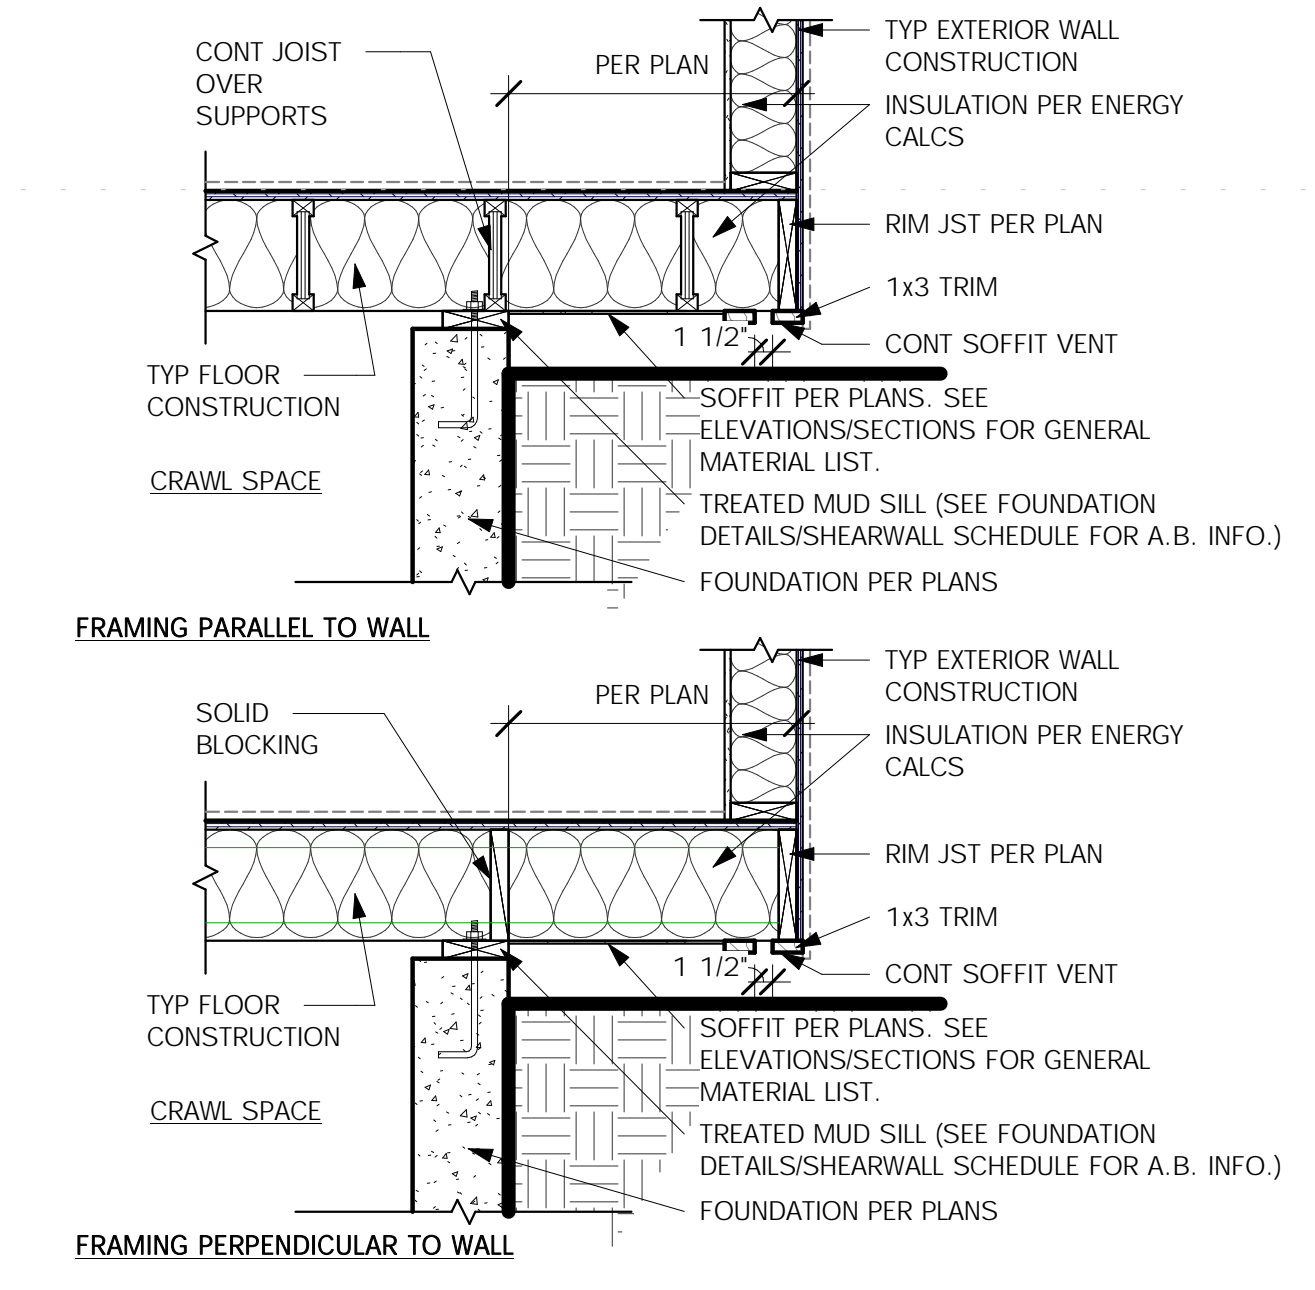 CONT JOIST
OVER
SUPPORTS
PER PLAN
TYP EXTERIOR WALL
CONSTRUCTION
INSULATION PER ENERGY
CALCS
RIM JST PER PLAN
1x3 TRIM
1 1/2"
CONT SOFFIT VENT
TYP FLOOR
CONSTRUCTION
SOFFIT PER PLANS. SEE
ELEVATIONS/SECTIONS FOR GENERAL
MATERIAL LIST.
CRAWL SPACE
TREATED MUD SILL (SEE FOUNDATION
DETAILS/SHEARWALL SCHEDULE FOR A.B. INFO.)
FOUNDATION PER PLANS
FRAMING PARALLEL TO WALL
SOLID
BLOCKING
PER PLAN
TYP EXTERIOR WALL
CONSTRUCTION
INSULATION PER ENERGY
CALCS
RIM JST PER PLAN
1x3 TRIM
1 1/2"
CONT SOFFIT VENT
TYP FLOOR
CONSTRUCTION
SOFFIT PER PLANS. SEE
ELEVATIONS/SECTIONS FOR GENERAL
MATERIAL LIST.
CRAWL SPACE
TREATED MUD SILL (SEE FOUNDATION
DETAILS/SHEARWALL SCHEDULE FOR A.B. INFO.)
FOUNDATION PER PLANS
FRAMING PERPENDICULAR TO WALL